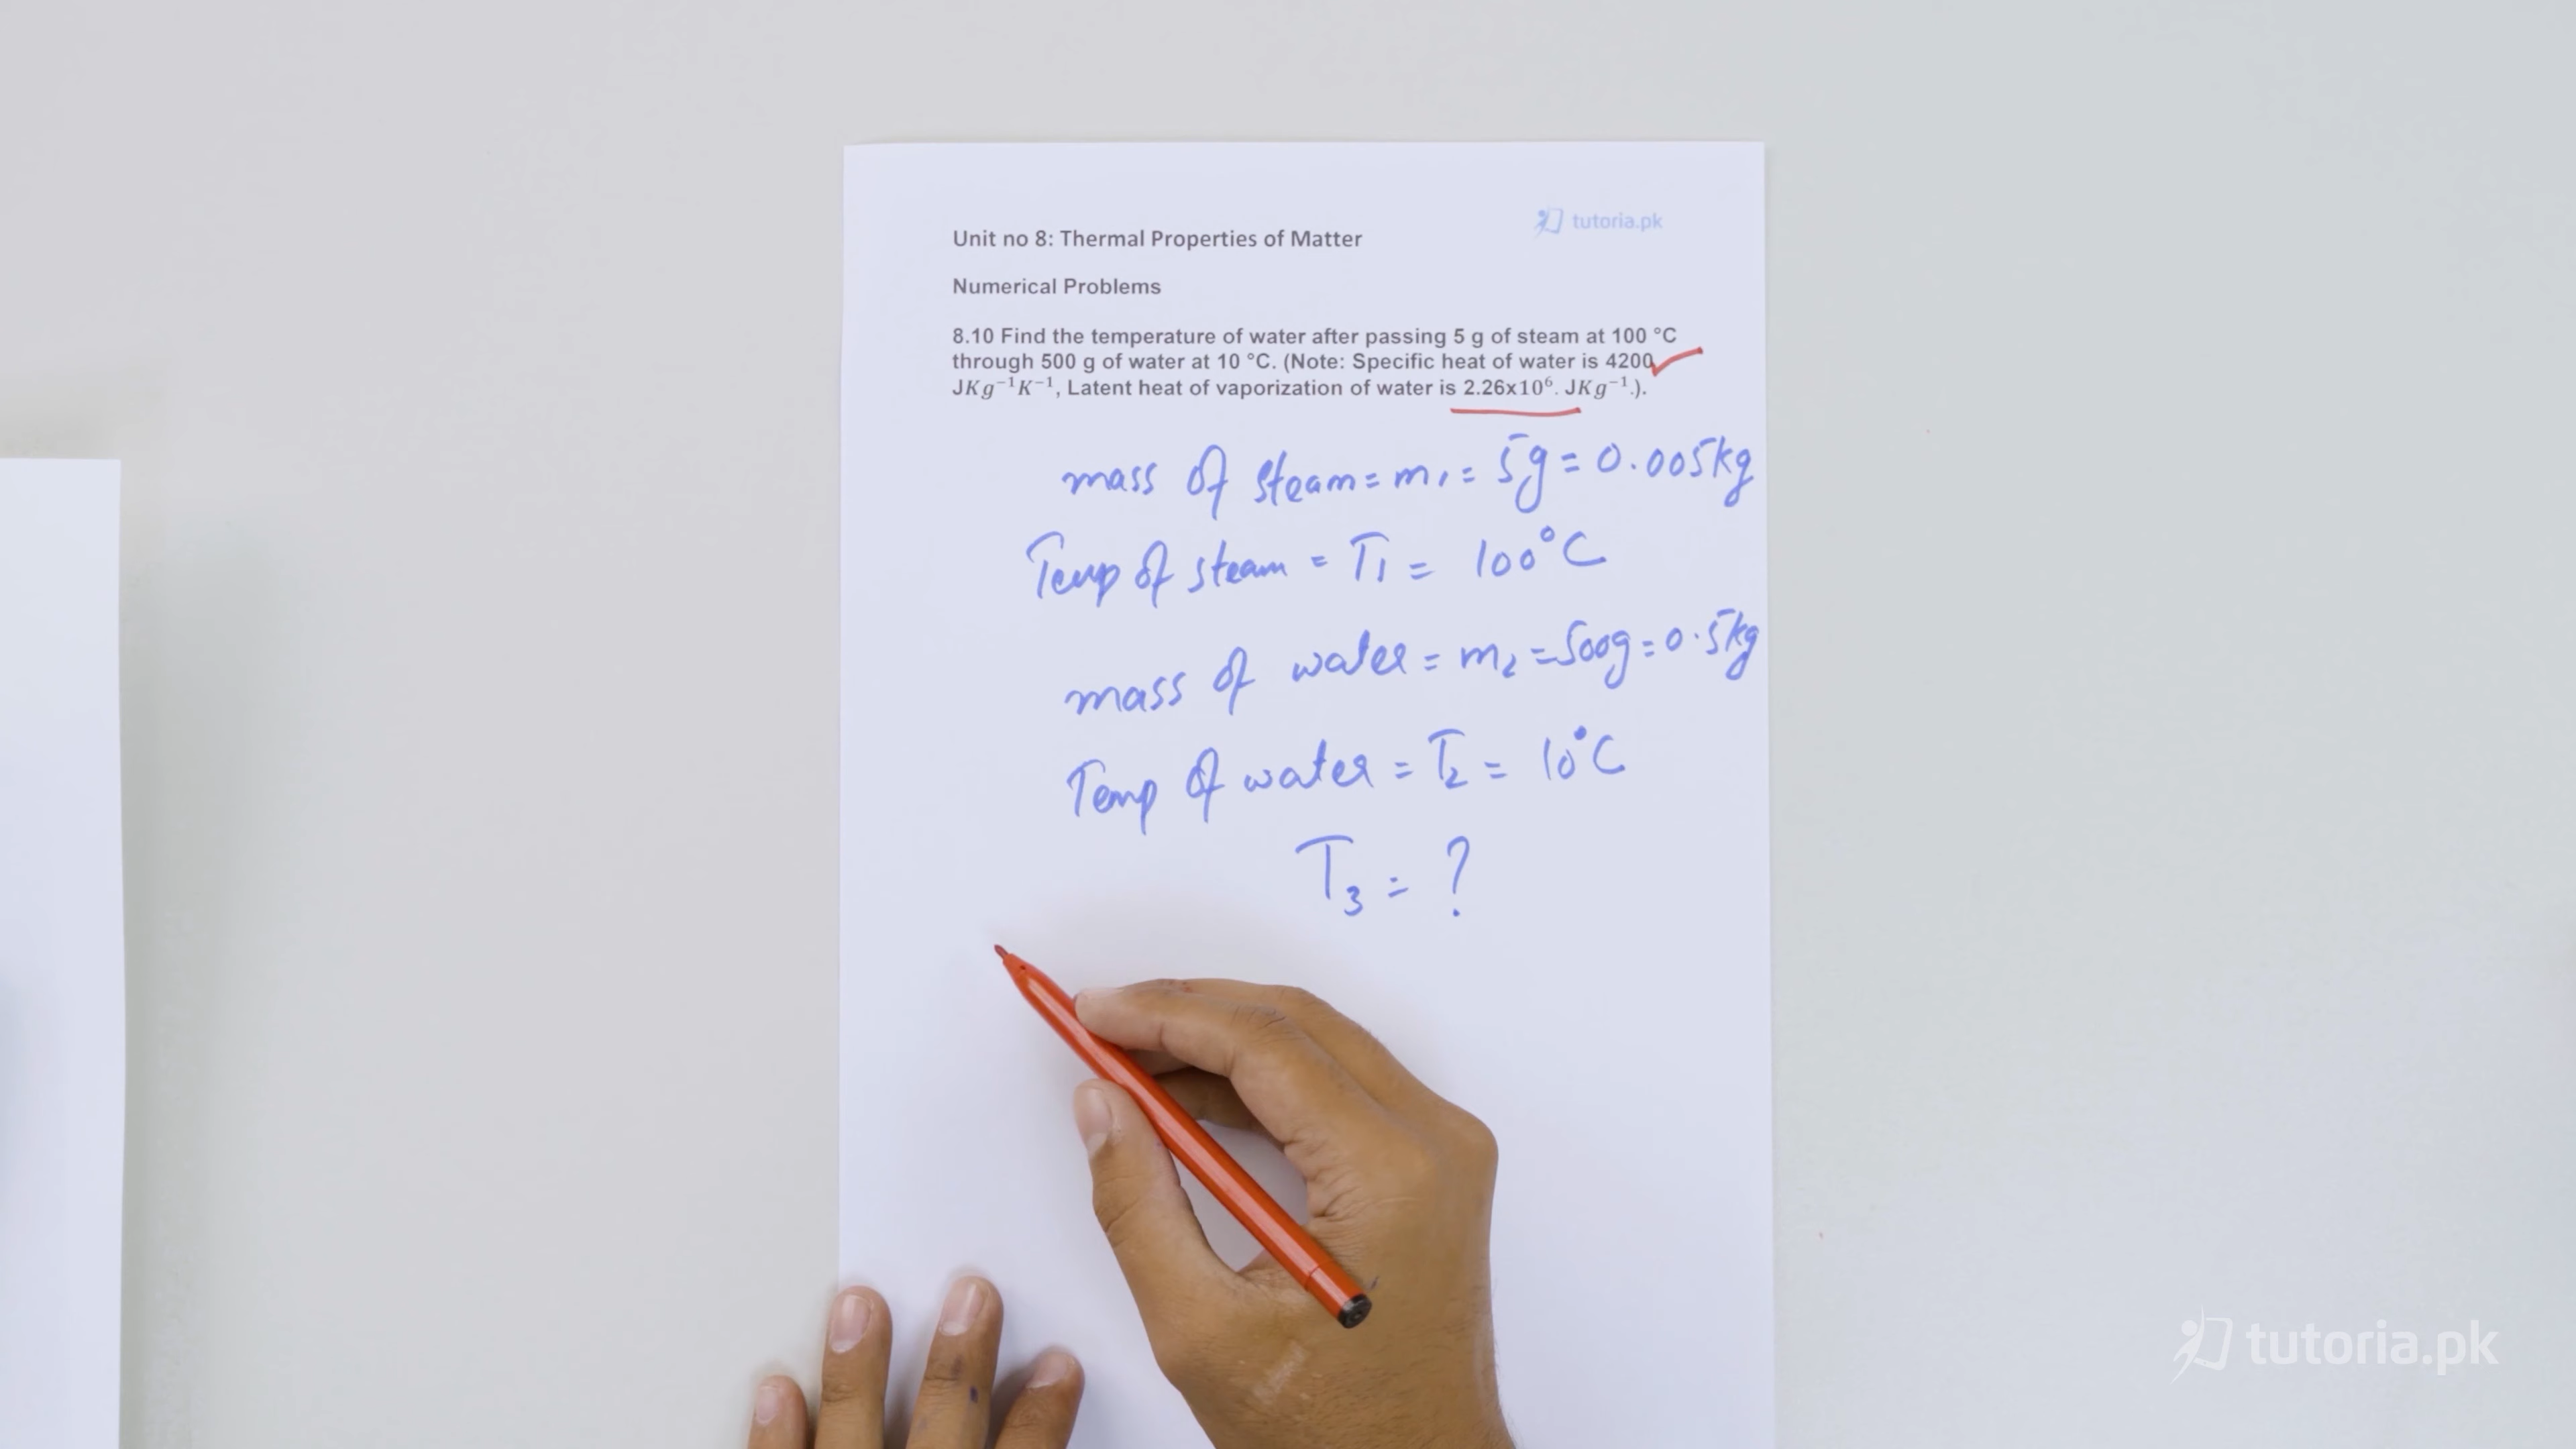 tutoria.pk
Unit no 8: Thermal Properties of Matter
Numerical Problems
8.10 Find the temperature of water after passing 5 g of steam at 100 °C
through 500 g of water at 10 °C. (Note: Specific heat of water is 4200
JKg⁻¹K⁻¹, Latent heat of vaporization of water is 2.26x10⁶. JKg⁻¹.).
mass of steam = m₁ = 5g = 0.005kg
Temp of steam = T₁ = 100°C
mass of water = m₂ = 500g = 0.5kg
Temp of water = T₂ = 10°C
T₃ = ?
tutoria.pk